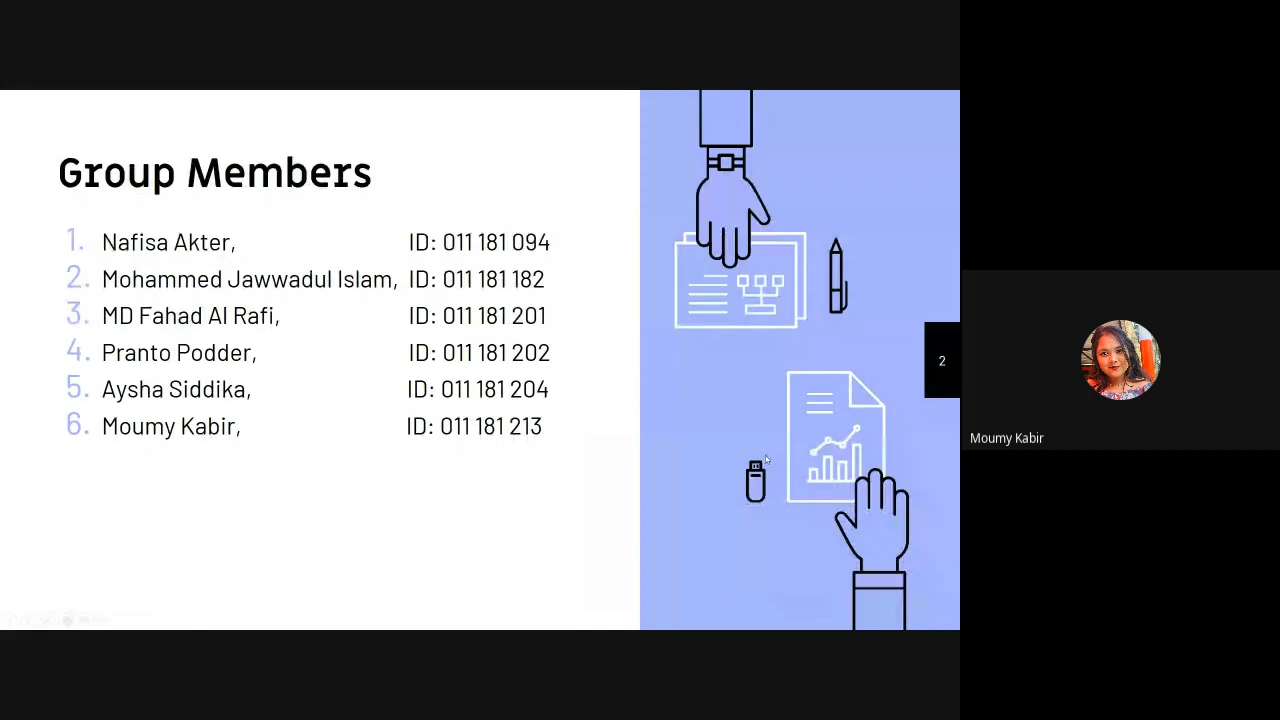 Group Members
1. Nafisa Akter, ID: 011 181 094
2. Mohammed Jawwadul Islam, ID: 011 181 182
3. MD Fahad Al Rafi, ID: 011 181 201
4. Pranto Podder, ID: 011 181 202
5. Aysha Siddika, ID: 011 181 204
6. Moumy Kabir, ID: 011 181 213
2
Moumy Kabir